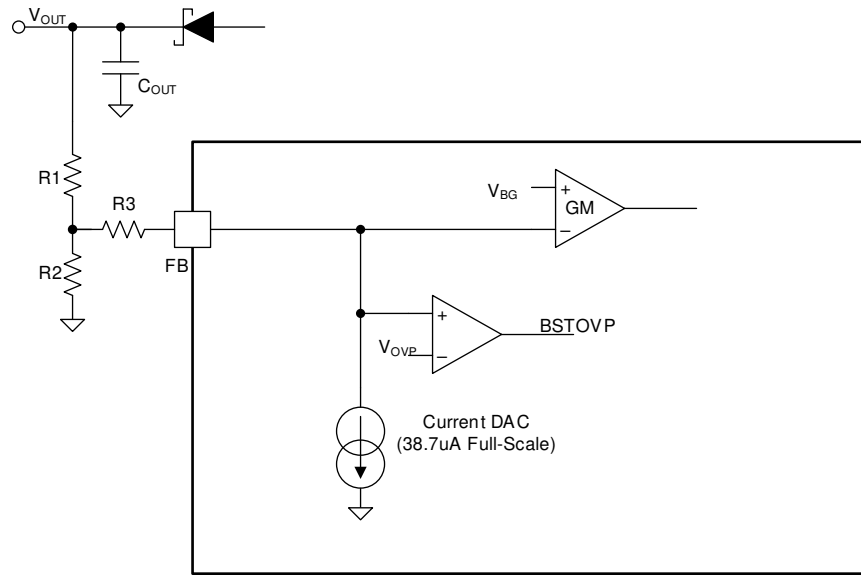 VOUT
COUT
R1
R3
VBG
+
GM
−
FB
R2
+
BSTOVP
VOVP
−
Current DAC
(38.7uA Full-Scale)